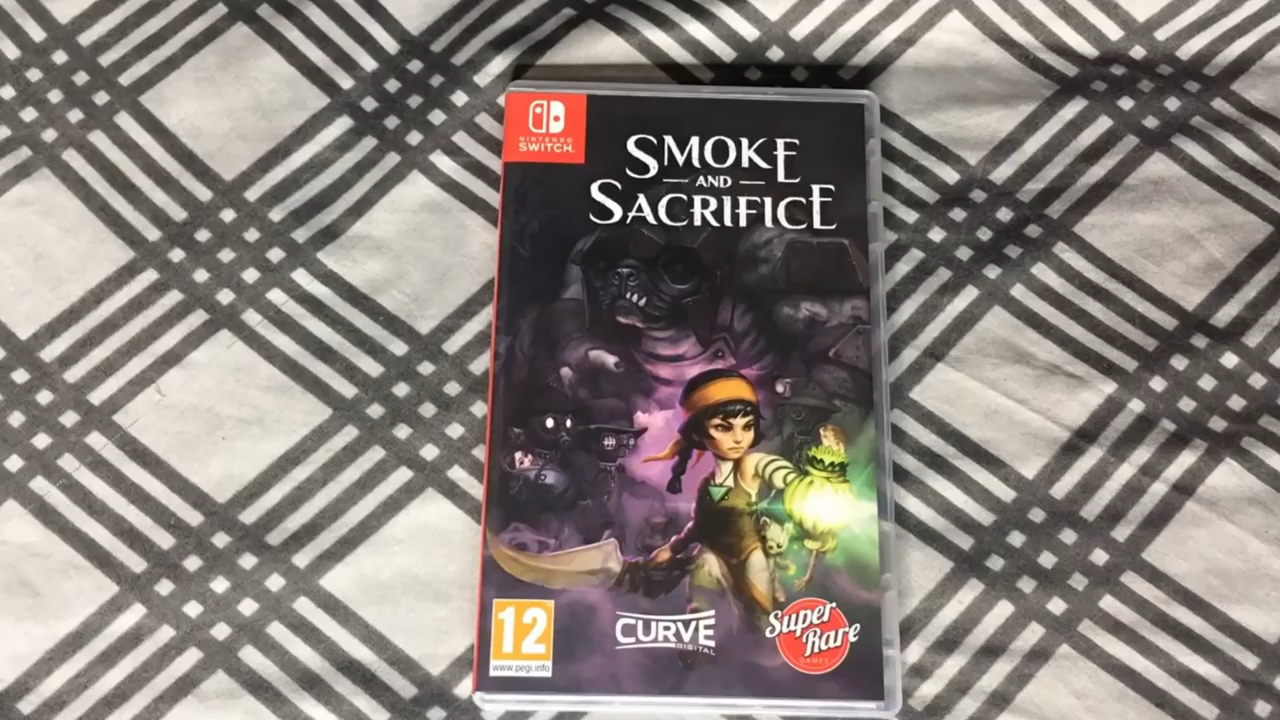 NINTENDO
SWITCH
SMOKE
AND
SACRIFICE
12
www.pegi.info
CURVE
DIGITAL
Super
Rare
GAMES